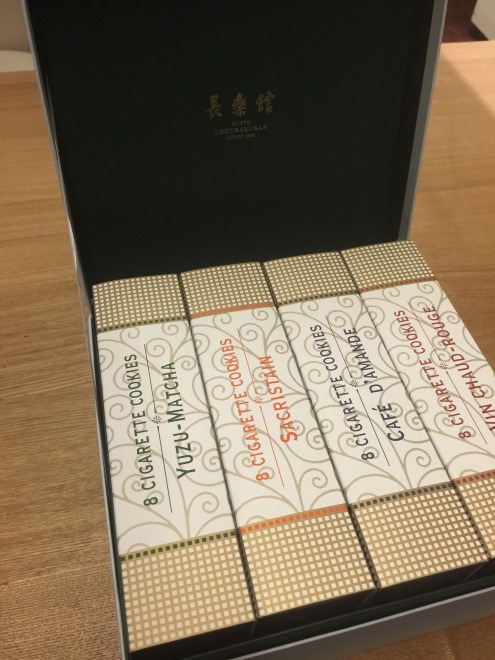 長楽館
KYOTO
CHOURAKUKAN
SINCE 1909
8 CIGARETTE COOKIES
YUZU-MATCHA
8 CIGARETTE COOKIES
SACRISTAIN
8 CIGARETTE COOKIES
CAFÉ D'AMANDE
8 CIGARETTE COOKIES
VIN CHAUD-ROUGE